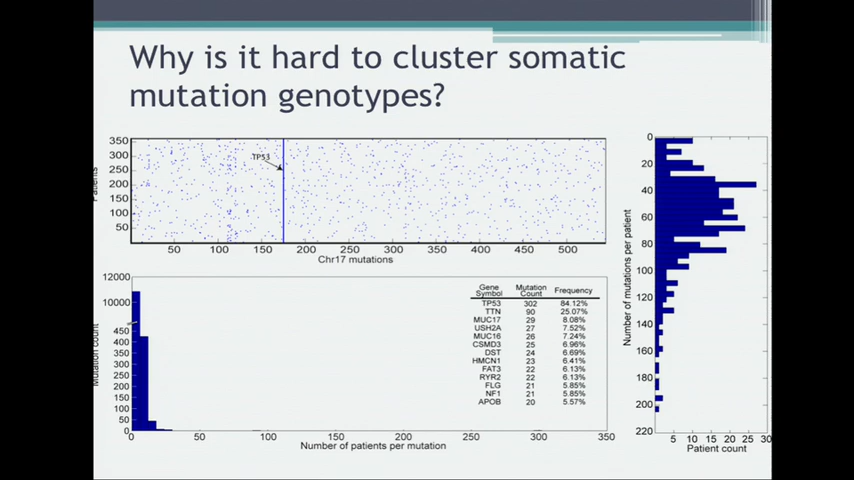 Why is it hard to cluster somatic
mutation genotypes?
350
300
250
200
150
100
50
Patients
TP53
50 100 150 200 250 300 350 400 450 500
Chr17 mutations
12000
10000
450
400
350
300
250
200
150
100
50
0
Mutation count
Gene Symbol Mutation Count Frequency
TP53 302 84.12%
TTN 90 25.07%
MUC17 29 8.08%
USH2A 27 7.52%
MUC16 26 7.24%
CSMD3 25 6.96%
DST 24 6.69%
HMCN1 23 6.41%
FAT3 22 6.13%
RYR2 22 6.13%
FLG 21 5.85%
NF1 21 5.85%
APOB 20 5.57%
0 50 100 150 200 250 300 350
Number of patients per mutation
0
20
40
60
80
100
120
140
160
180
200
220
Number of mutations per patient
5 10 15 20 25 30
Patient count